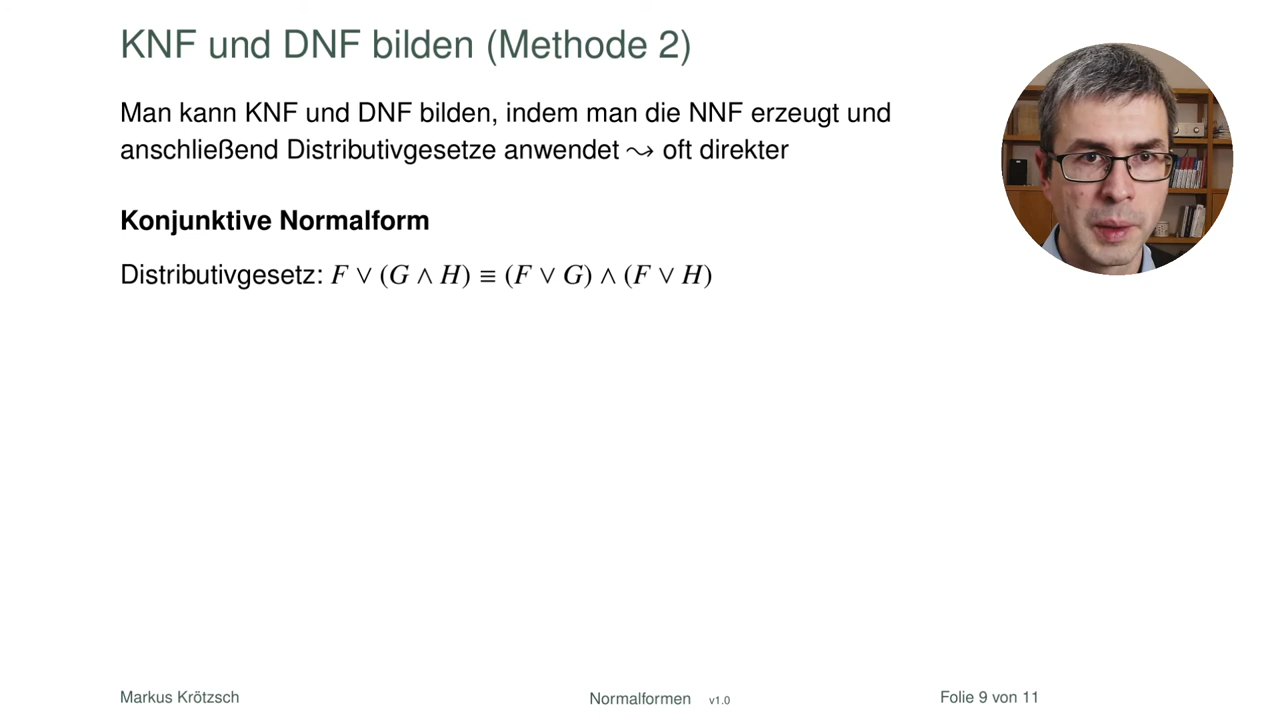 KNF und DNF bilden (Methode 2)
Man kann KNF und DNF bilden, indem man die NNF erzeugt und
anschließend Distributivgesetze anwendet ⤳ oft direkter
Konjunktive Normalform
Distributivgesetz: F ∨ (G ∧ H) ≡ (F ∨ G) ∧ (F ∨ H)
Markus Krötzsch Normalformen v1.0 Folie 9 von 11